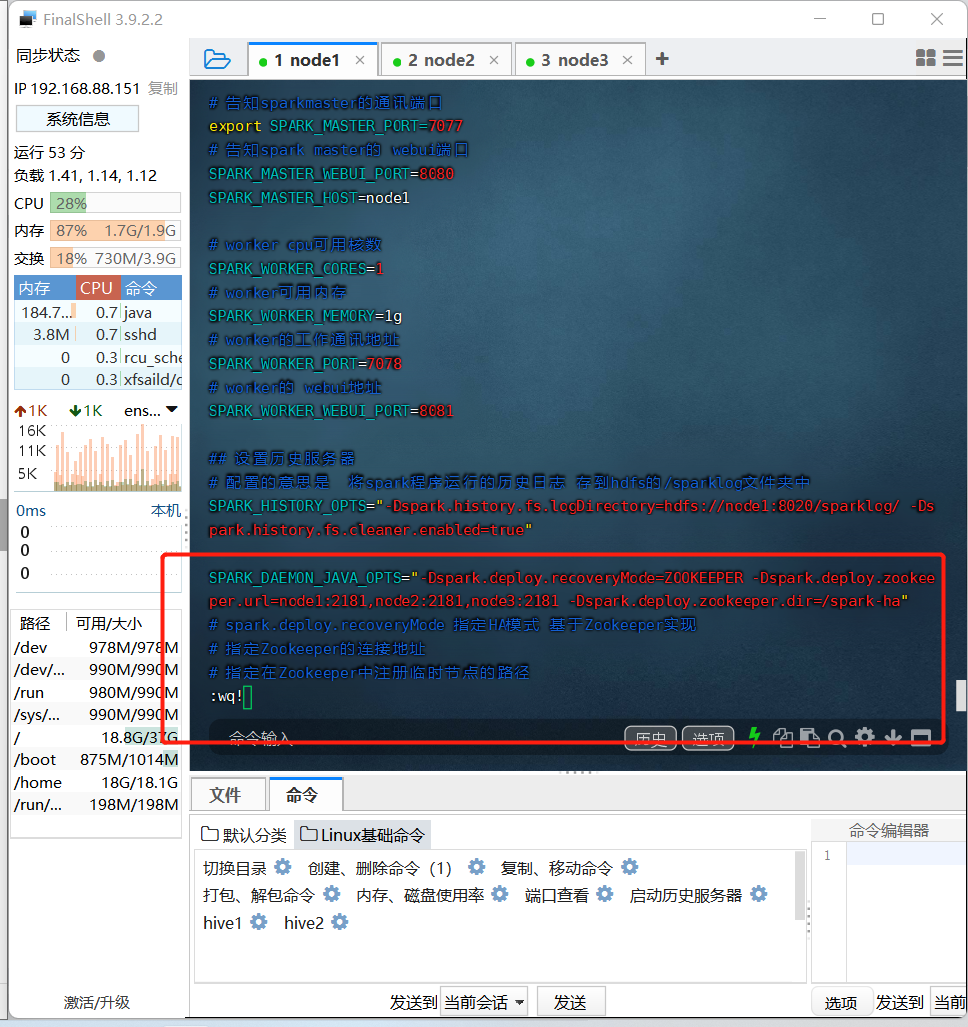 FinalShell 3.9.2.2
同步状态
IP 192.168.88.151 复制
系统信息
运行 53 分
负载 1.41, 1.14, 1.12
CPU 28%
内存 87% 1.7G/1.9G
交换 18% 730M/3.9G
内存 CPU 命令
184.7... 0.7 java
3.8M 0.7 sshd
0 0.3 rcu_sche
0 0.3 xfsaild/d
1K 1K ens...
16K
11K
5K
0ms 本机
0
0
0
路径 可用/大小
/dev 978M/978M
/dev/... 990M/990M
/run 980M/990M
/sys/... 990M/990M
/ 18.8G/37G
/boot 875M/1014M
/home 18G/18.1G
/run/... 198M/198M
激活/升级
1 node1 × 2 node2 × 3 node3 × +
# 告知sparkmaster的通讯端口
export SPARK_MASTER_PORT=7077
# 告知spark master的 webui端口
SPARK_MASTER_WEBUI_PORT=8080
SPARK_MASTER_HOST=node1
# worker cpu可用核数
SPARK_WORKER_CORES=1
# worker可用内存
SPARK_WORKER_MEMORY=1g
# worker的工作通讯地址
SPARK_WORKER_PORT=7078
# worker的 webui地址
SPARK_WORKER_WEBUI_PORT=8081
## 设置历史服务器
# 配置的意思是 将spark程序运行的历史日志 存到hdfs的/sparklog文件夹中
SPARK_HISTORY_OPTS="-Dspark.history.fs.logDirectory=hdfs://node1:8020/sparklog/ -Ds
park.history.fs.cleaner.enabled=true"
SPARK_DAEMON_JAVA_OPTS="-Dspark.deploy.recoveryMode=ZOOKEEPER -Dspark.deploy.zookee
per.url=node1:2181,node2:2181,node3:2181 -Dspark.deploy.zookeeper.dir=/spark-ha"
# spark.deploy.recoveryMode 指定HA模式 基于Zookeeper实现
# 指定Zookeeper的连接地址
# 指定在Zookeeper中注册临时节点的路径
:wq!
命令输入 历史 选项
文件 命令
默认分类 Linux基础命令
切换目录 创建、删除命令（1） 复制、移动命令
打包、解包命令 内存、磁盘使用率 端口查看 启动历史服务器
hive1 hive2
发送到 当前会话 发送
命令编辑器
1
选项 发送到 当前